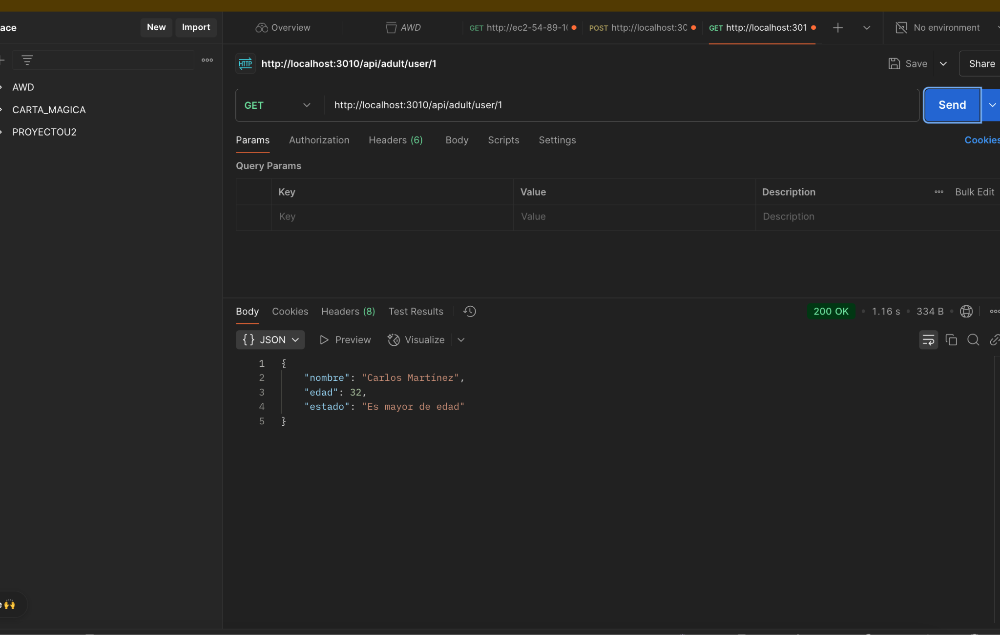 ace
New
Import
Overview
AWD
GET http://ec2-54-89-1
POST http://localhost:30
GET http://localhost:301
No environment
HTTP
http://localhost:3010/api/adult/user/1
Save
Share
AWD
CARTA_MAGICA
PROYECTOU2
GET
http://localhost:3010/api/adult/user/1
Send
Params
Authorization
Headers (6)
Body
Scripts
Settings
Cookies
Query Params
Key
Value
Description
Bulk Edit
Key
Value
Description
Body
Cookies
Headers (8)
Test Results
200 OK
1.16 s
334 B
{} JSON
Preview
Visualize
1 {
2 "nombre": "Carlos Martínez",
3 "edad": 32,
4 "estado": "Es mayor de edad"
5 }
e 🙌